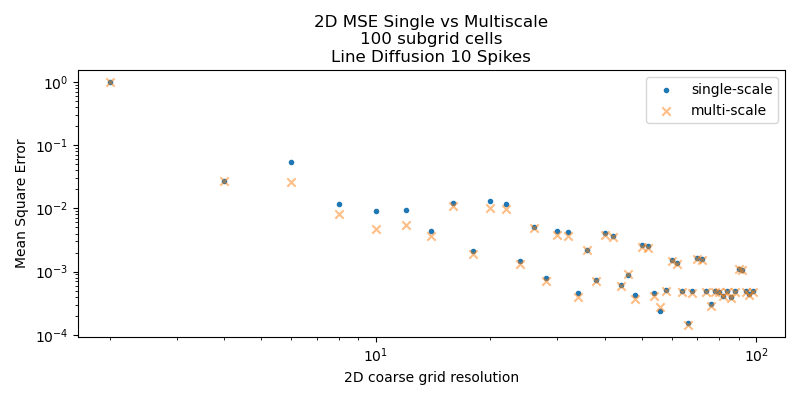 2D MSE Single vs Multiscale
100 subgrid cells
Line Diffusion 10 Spikes
single-scale
multi-scale
Mean Square Error
10⁰
10⁻¹
10⁻²
10⁻³
10⁻⁴
10¹
10²
2D coarse grid resolution